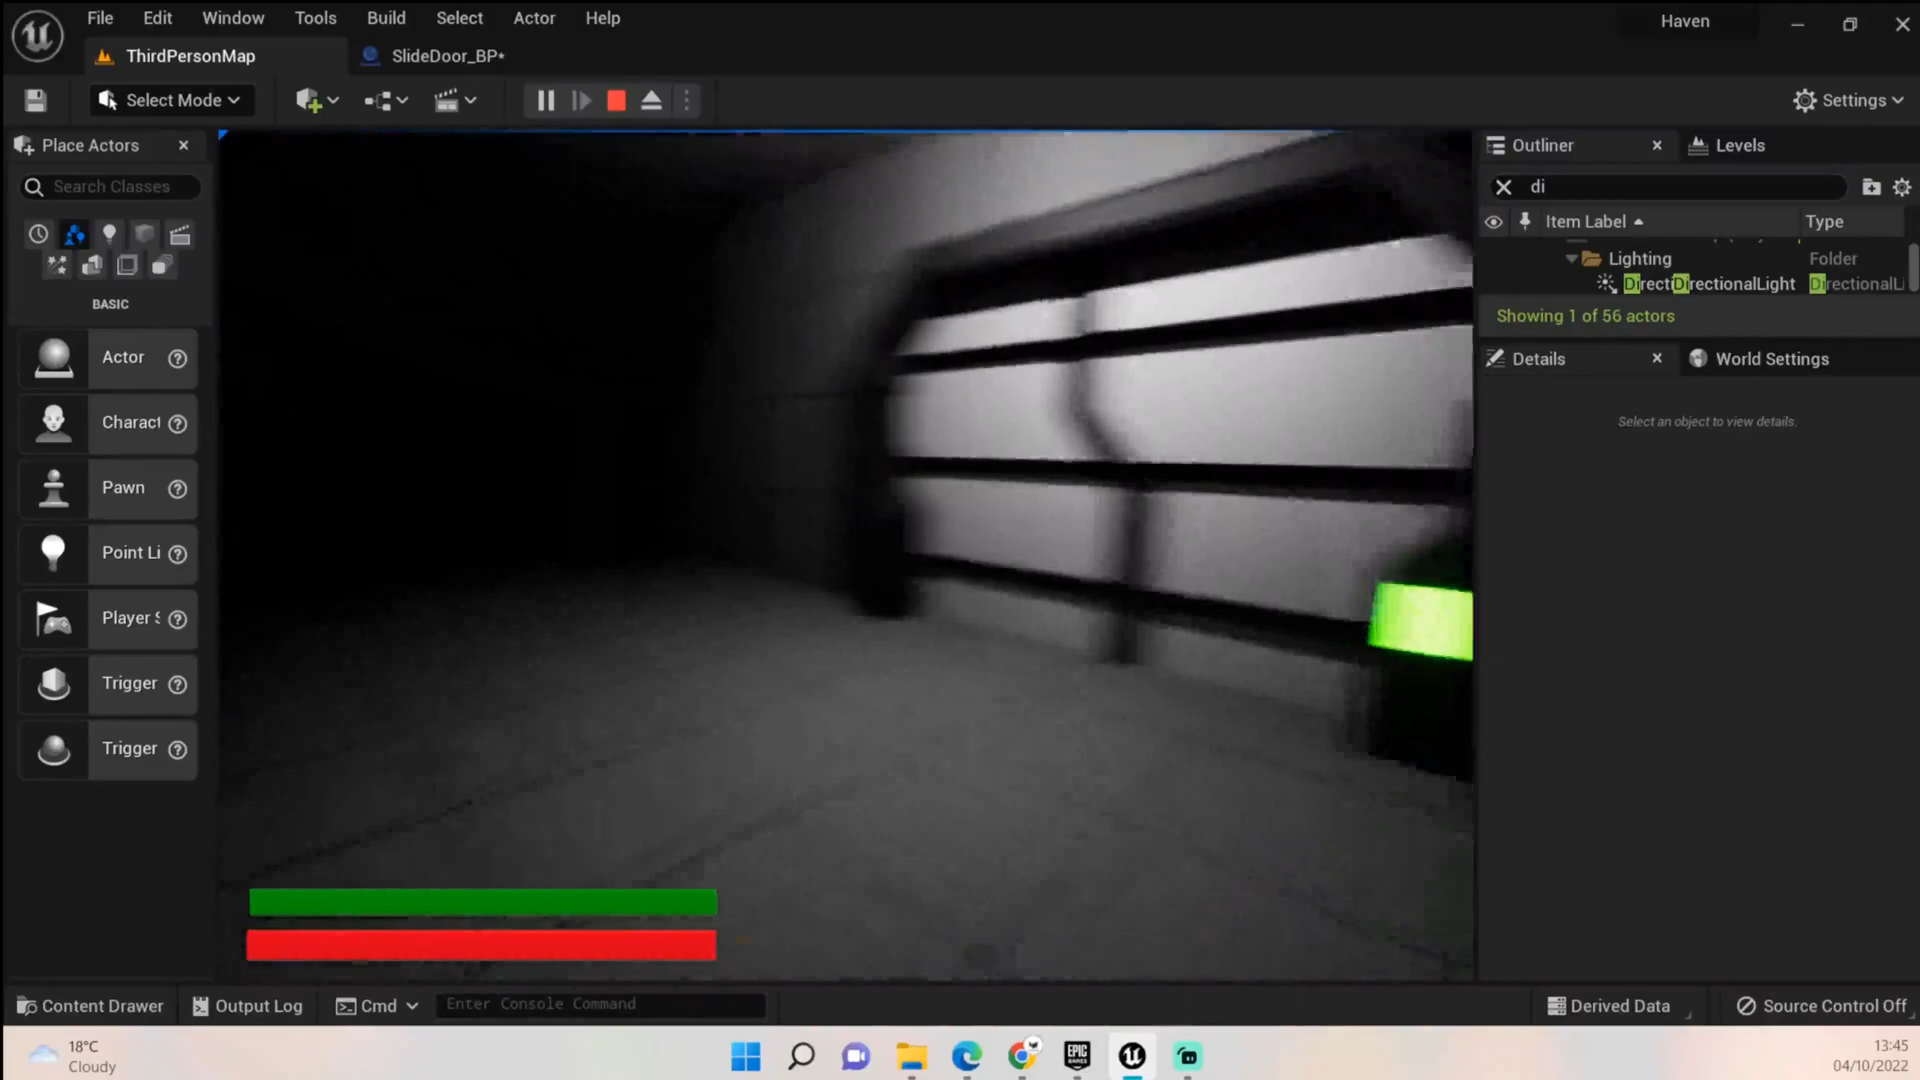 File Edit Window Tools Build Select Actor Help
Haven
ThirdPersonMap
SlideDoor_BP*
Select Mode
Settings
Place Actors
Outliner
Levels
Search Classes
di
Item Label
Type
Lighting
Folder
DirectiDirectionalLight
DirectionalLi
Showing 1 of 56 actors
BASIC
Details
World Settings
Actor
Select an object to view details.
Charact
Pawn
Point Li
Player S
Trigger
Trigger
Content Drawer
Output Log
Cmd
Enter Console Command
Derived Data
Source Control Off
18°C
Cloudy
EPIC
GAMES
13:45
04/10/2022